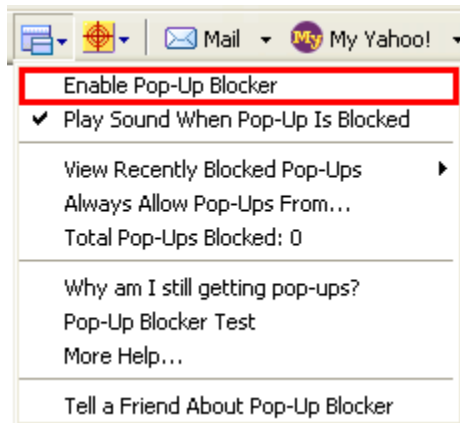 Mail My My Yahoo!
Enable Pop-Up Blocker
Play Sound When Pop-Up Is Blocked
View Recently Blocked Pop-Ups
Always Allow Pop-Ups From...
Total Pop-Ups Blocked: 0
Why am I still getting pop-ups?
Pop-Up Blocker Test
More Help...
Tell a Friend About Pop-Up Blocker